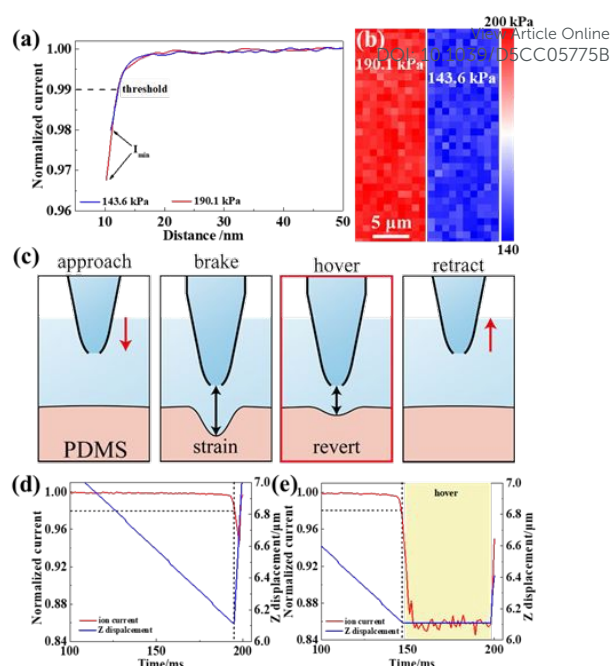 View Article Online
DOI: 10.1039/D5CC05775B
(a)
1.00
0.99
0.98
0.97
0.96
Normalized current
threshold
I_min
143.6 kPa
190.1 kPa
10
20
30
40
50
Distance /nm
(b)
200 kPa
190.1 kPa
143.6 kPa
5 μm
140
(c)
approach
brake
hover
retract
PDMS
strain
revert
(d)
1.00
0.96
0.92
0.88
0.84
Normalized current
ion current
Z dispalcement
100
150
200
Time/ms
7.0
6.8
6.6
6.4
6.2
6.0
Z displacement/μm
(e)
1.00
0.96
0.92
0.88
0.84
Normalized current
hover
ion current
Z displacement
100
150
200
Time/ms
7.0
6.8
6.6
6.4
6.2
6.0
Z displacement/μm